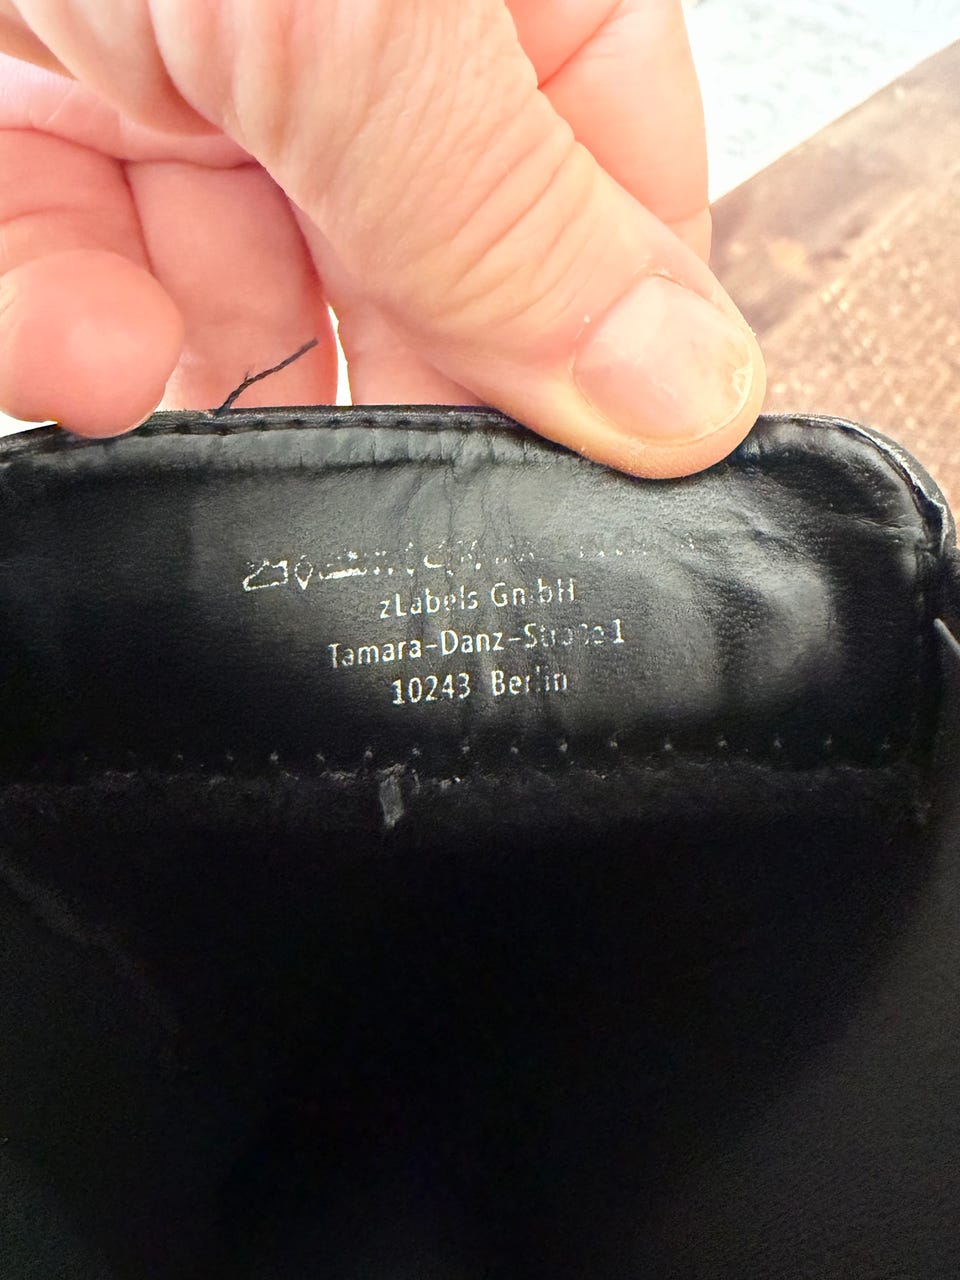 zLabels GmbH
Tamara-Danz-Straße 1
10243 Berlin